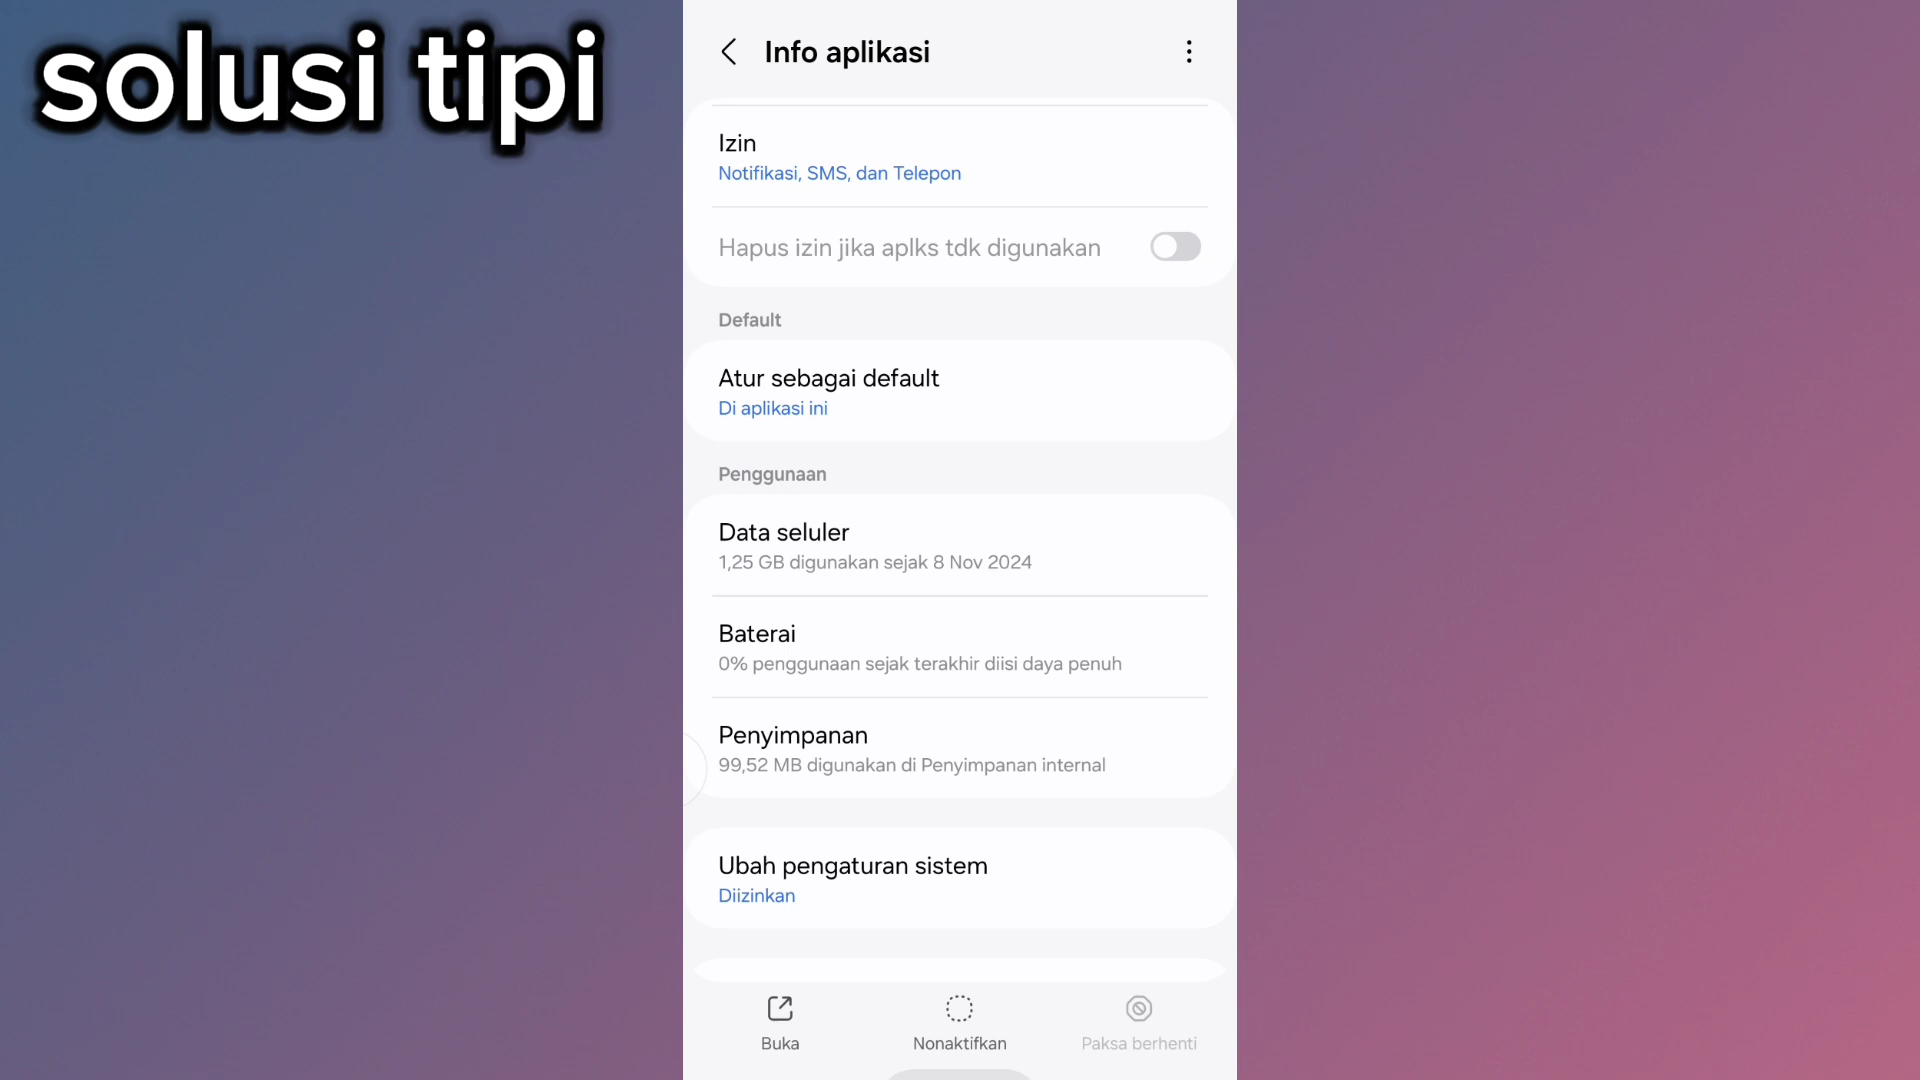 solusi tipi
Info aplikasi
Izin
Notifikasi, SMS, dan Telepon
Hapus izin jika aplks tdk digunakan
Default
Atur sebagai default
Di aplikasi ini
Penggunaan
Data seluler
1,25 GB digunakan sejak 8 Nov 2024
Baterai
0% penggunaan sejak terakhir diisi daya penuh
Penyimpanan
99,52 MB digunakan di Penyimpanan internal
Ubah pengaturan sistem
Diizinkan
Buka
Nonaktifkan
Paksa berhenti